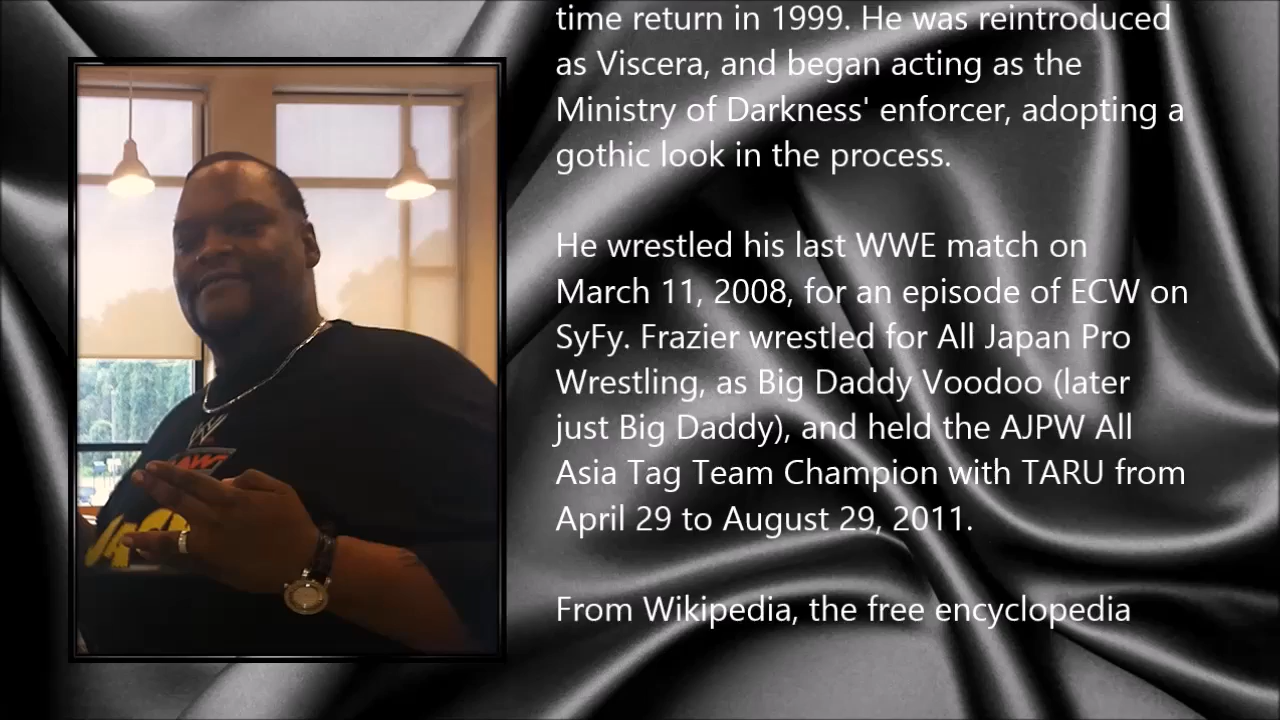 time return in 1999. He was reintroduced
as Viscera, and began acting as the
Ministry of Darkness' enforcer, adopting a
gothic look in the process.
He wrestled his last WWE match on
March 11, 2008, for an episode of ECW on
SyFy. Frazier wrestled for All Japan Pro
Wrestling, as Big Daddy Voodoo (later
just Big Daddy), and held the AJPW All
Asia Tag Team Champion with TARU from
April 29 to August 29, 2011.
From Wikipedia, the free encyclopedia